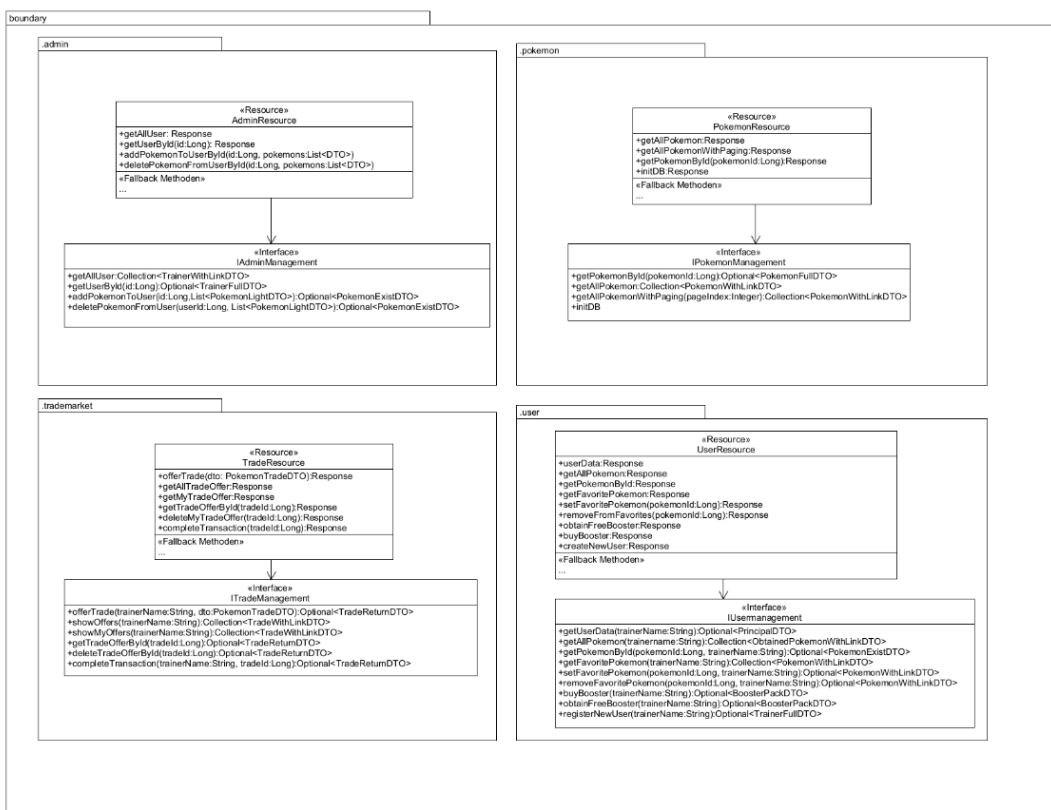 boundary
.admin
«Resource»
AdminResource
+getAllUser: Response
+getUserById(id:Long): Response
+addPokemonToUserById(id:Long, pokemons:List<DTO>)
+deletePokemonFromUserById(id:Long, pokemons:List<DTO>)
«Fallback Methoden»
...
«Interface»
IAdminManagement
+getAllUser:Collection<TrainerWithLinkDTO>
+getUserById(id:Long):Optional<TrainerFullDTO>
+addPokemonToUser(id:Long,List<PokemonLightDTO>):Optional<PokemonExistDTO>
+deletePokemonFromUser(userId:Long, List<PokemonLightDTO>):Optional<PokemonExistDTO>
.pokemon
«Resource»
PokemonResource
+getAllPokemon:Response
+getAllPokemonWithPaging:Response
+getPokemonById(pokemonId:Long):Response
+initDB:Response
«Fallback Methoden»
...
«Interface»
IPokemonManagement
+getPokemonById(pokemonId:Long):Optional<PokemonFullDTO>
+getAllPokemon:Collection<PokemonWithLinkDTO>
+getAllPokemonWithPaging(pageIndex:Integer):Collection<PokemonWithLinkDTO>
+initDB
.trademarket
«Resource»
TradeResource
+offerTrade(dto: PokemonTradeDTO):Response
+getAllTradeOffer:Response
+getMyTradeOffer:Response
+getTradeOfferById(tradeId:Long):Response
+deleteMyTradeOffer(tradeId:Long):Response
+completeTransaction(tradeId:Long):Response
«Fallback Methoden»
...
«Interface»
ITradeManagement
+offerTrade(trainerName:String, dto:PokemonTradeDTO):Optional<TradeReturnDTO>
+showOffers(trainerName:String):Collection<TradeWithLinkDTO>
+showMyOffers(trainerName:String):Collection<TradeWithLinkDTO>
+getTradeOfferById(tradeId:Long):Optional<TradeReturnDTO>
+deleteTradeOfferById(tradeId:Long):Optional<TradeReturnDTO>
+completeTransaction(trainerName:String, tradeId:Long):Optional<TradeReturnDTO>
.user
«Resource»
UserResource
+userData:Response
+getAllPokemon:Response
+getPokemonById:Response
+getFavoritePokemon:Response
+setFavoritePokemon(pokemonId:Long):Response
+removeFromFavorites(pokemonId:Long):Response
+obtainFreeBooster:Response
+buyBooster:Response
+createNewUser:Response
«Fallback Methoden»
...
«Interface»
IUsermanagement
+getUserData(trainerName:String):Optional<PrincipalDTO>
+getAllPokemon(trainername:String):Collection<ObtainedPokemonWithLinkDTO>
+getPokemonById(pokemonId:Long, trainerName:String):Optional<PokemonExistDTO>
+getFavoritePokemon(trainerName:String):Collection<PokemonWithLinkDTO>
+setFavoritePokemon(pokemonId:Long, trainerName:String):Optional<PokemonWithLinkDTO>
+removeFavoritePokemon(pokemonId:Long, trainerName:String):Optional<PokemonWithLinkDTO>
+buyBooster(trainerName:String):Optional<BoosterPackDTO>
+obtainFreeBooster(trainerName:String):Optional<BoosterPackDTO>
+registerNewUser(trainerName:String):Optional<TrainerFullDTO>